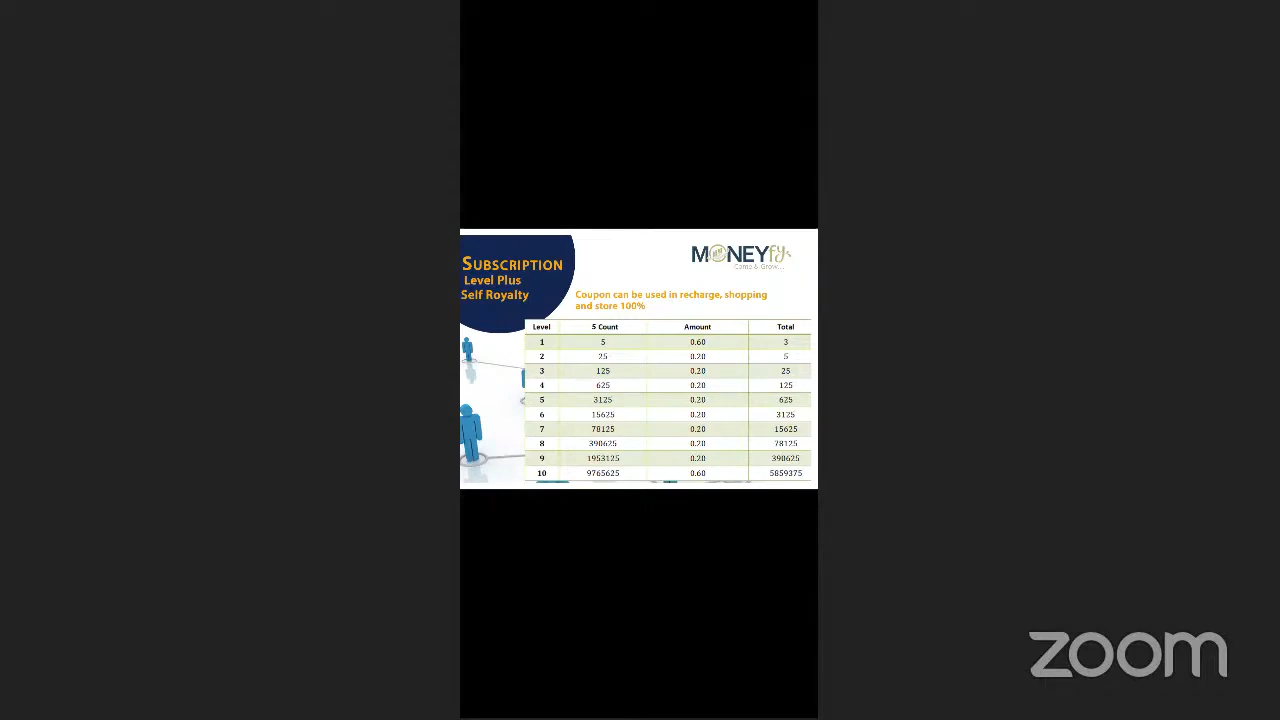 SUBSCRIPTION
Level Plus
Self Royalty
MONEYfy
Come & Grow...
Coupon can be used in recharge, shopping
and store 100%
Level 5 Count Amount Total
1 5 0.60 3
2 25 0.20 5
3 125 0.20 25
4 625 0.20 125
5 3125 0.20 625
6 15625 0.20 3125
7 78125 0.20 15625
8 390625 0.20 78125
9 1953125 0.20 390625
10 9765625 0.60 5859375
zoom